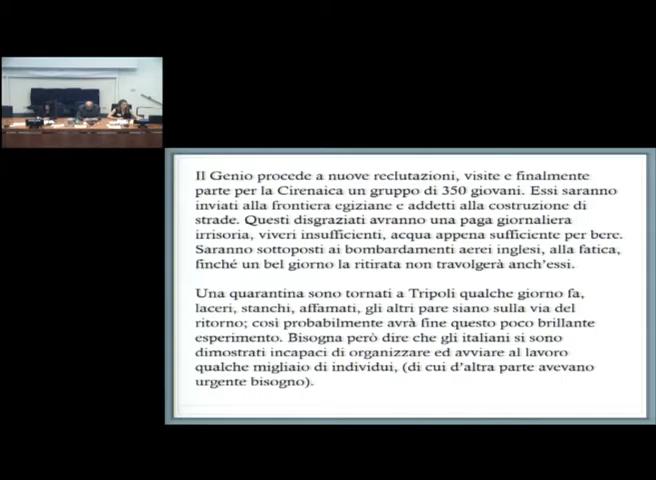 Il Genio procede a nuove reclutazioni, visite e finalmente
parte per la Cirenaica un gruppo di 350 giovani. Essi saranno
inviati alla frontiera egiziane e addetti alla costruzione di
strade. Questi disgraziati avranno una paga giornaliera
irrisoria, viveri insufficienti, acqua appena sufficiente per bere.
Saranno sottoposti ai bombardamenti aerei inglesi, alla fatica,
finché un bel giorno la ritirata non travolgerà anch'essi.
Una quarantina sono tornati a Tripoli qualche giorno fa,
laceri, stanchi, affamati, gli altri pare siano sulla via del
ritorno; così probabilmente avrà fine questo poco brillante
esperimento. Bisogna però dire che gli italiani si sono
dimostrati incapaci di organizzare ed avviare al lavoro
qualche migliaio di individui, (di cui d'altra parte avevano
urgente bisogno).